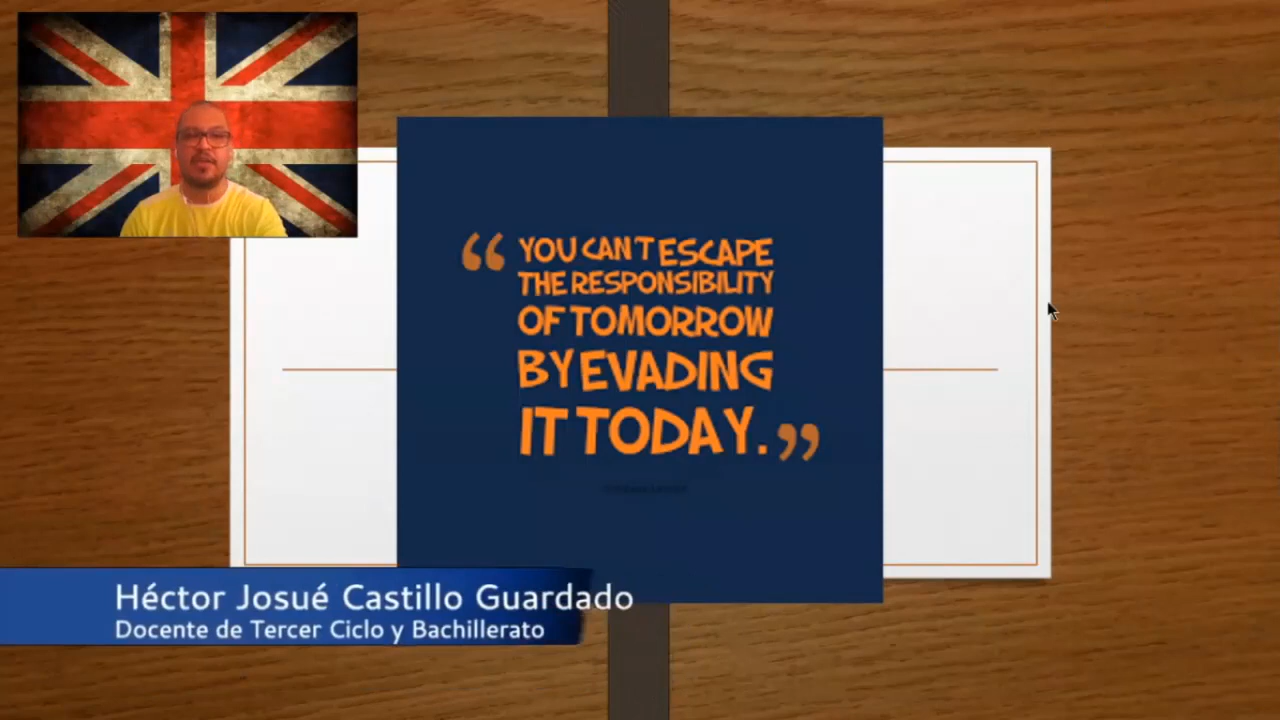 “ YOU CAN'T ESCAPE
THE RESPONSIBILITY
OF TOMORROW
BY EVADING
IT TODAY. ”
Héctor Josué Castillo Guardado
Docente de Tercer Ciclo y Bachillerato